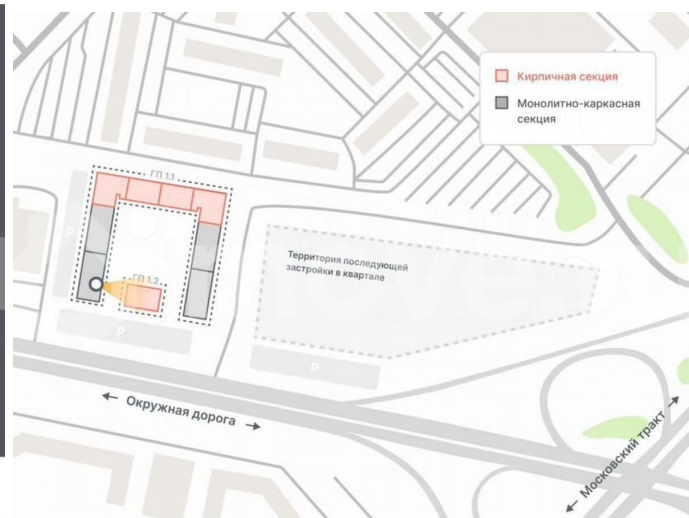 Кирпичная секция
Монолитно-каркасная
секция
ГП 1.1
P
Территория последующей
застройки в квартале
ГП 1.2
P
P
Окружная дорога
Московский тракт